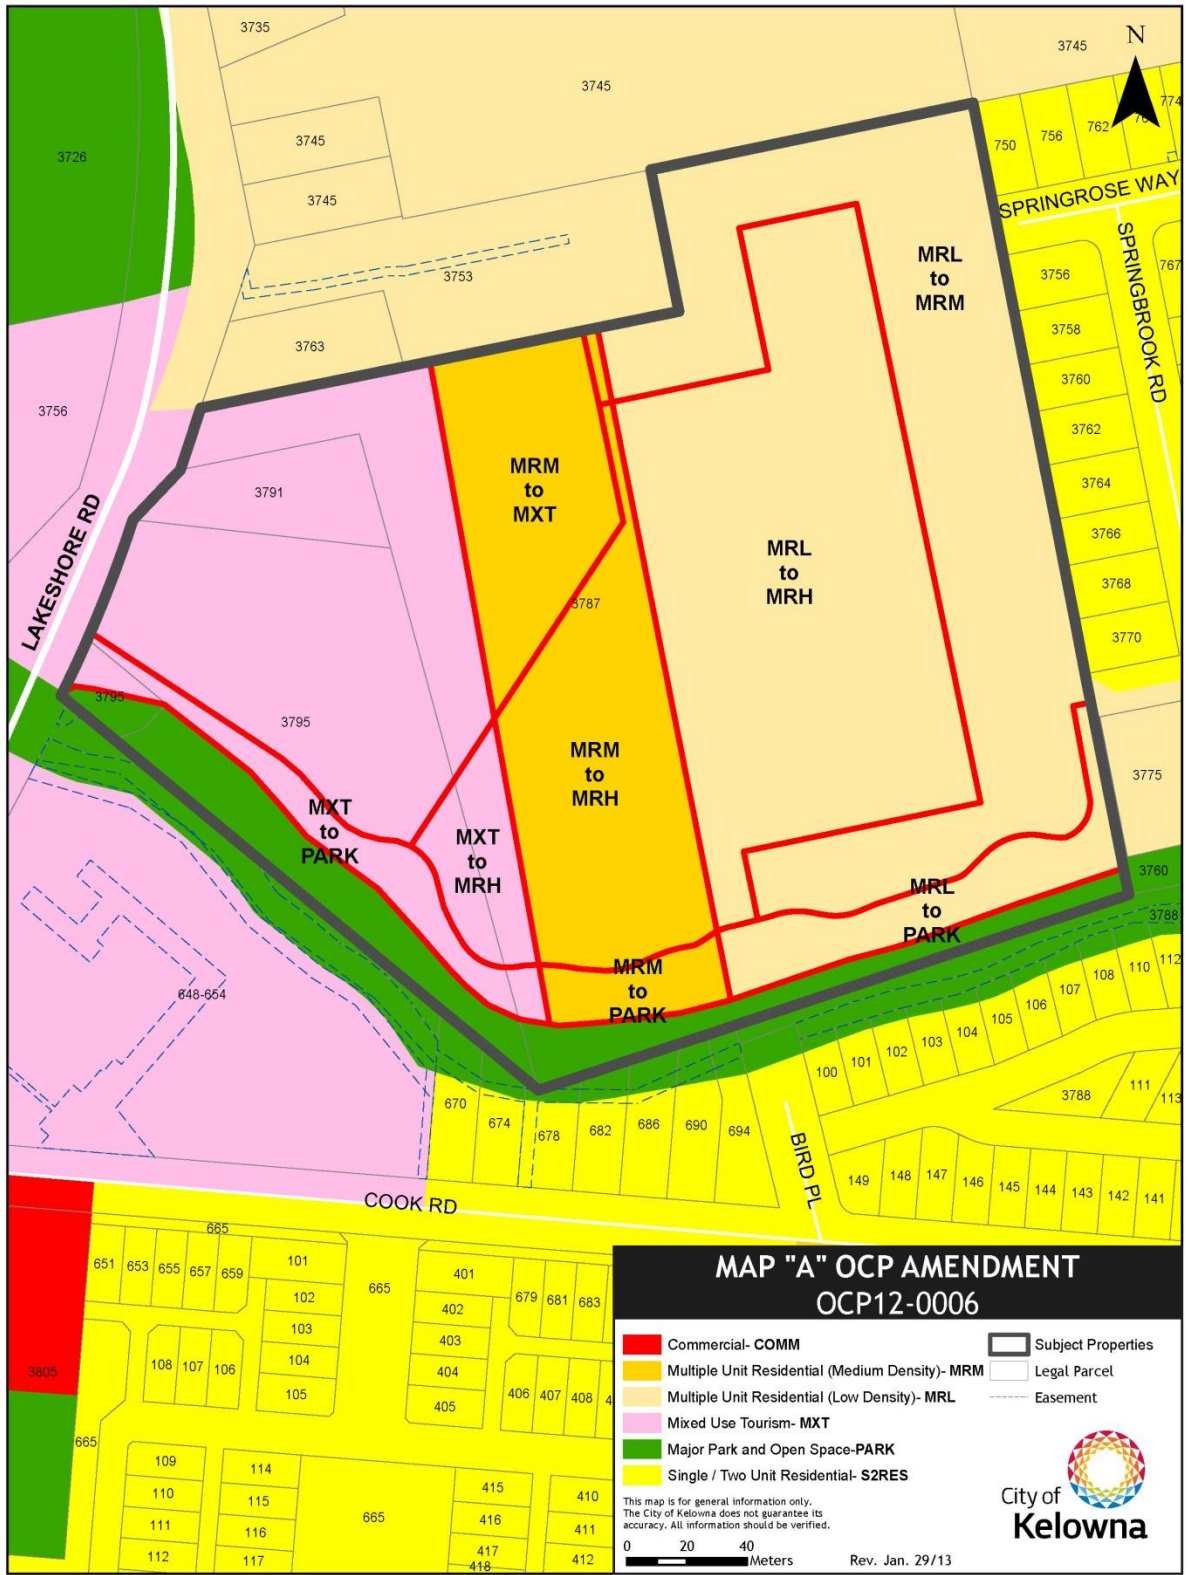 3735
3745
N
3745
774
762
756
750
3745
3726
SPRINGROSE WAY
3745
SPRINGBROOK RD
MRL
to
MRM
767
3756
3753
3758
3763
3760
3756
3762
MRM
to
MXT
3764
3791
3766
LAKESHORE RD
MRL
to
MRH
3768
3787
3770
3795
3795
MRM
to
MRH
3775
MXT
to
PARK
MXT
to
MRH
3760
MRL
to
PARK
3788
MRM
to
PARK
648-654
112
110
108
107
106
105
104
103
102
101
100
3788
111
113
670
674
678
682
686
690
694
BIRD PL
149
148
147
146
145
144
143
142
141
COOK RD
665
651
653
655
657
659
101
102
103
104
105
665
401
402
403
404
405
679
681
683
108
107
106
406
407
408
3805
665
109
110
111
112
114
115
116
117
665
415
416
417
418
410
411
412
MAP "A" OCP AMENDMENT
OCP12-0006
Commercial- COMM
Multiple Unit Residential (Medium Density)- MRM
Multiple Unit Residential (Low Density)- MRL
Mixed Use Tourism- MXT
Major Park and Open Space-PARK
Single / Two Unit Residential- S2RES
Subject Properties
Legal Parcel
Easement
This map is for general information only.
The City of Kelowna does not guarantee its
accuracy. All information should be verified.
0 20 40
Meters
Rev. Jan. 29/13
City of
Kelowna